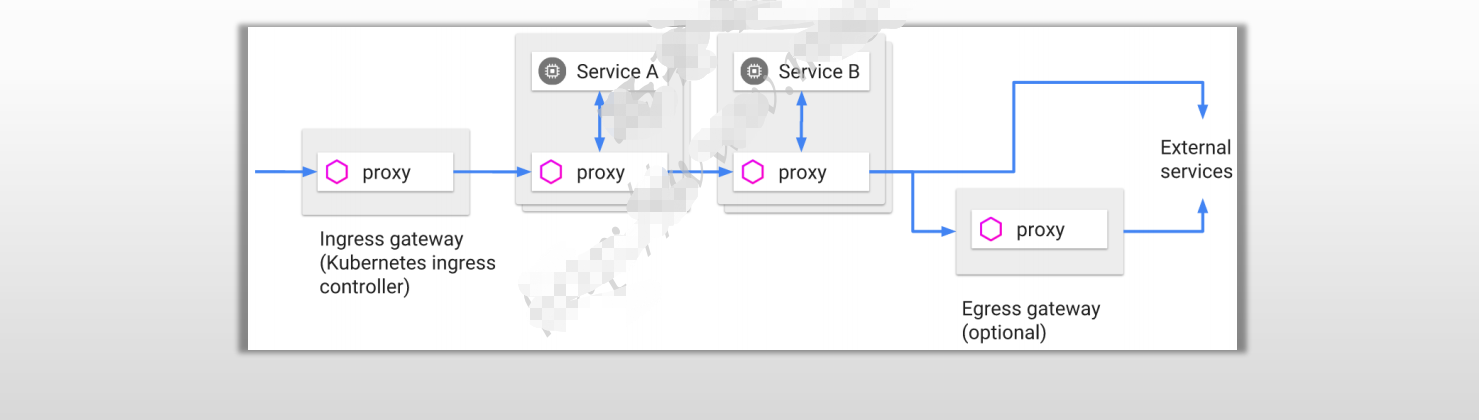 Service A
Service B
proxy
proxy
proxy
External
services
proxy
Ingress gateway
(Kubernetes ingress
controller)
Egress gateway
(optional)